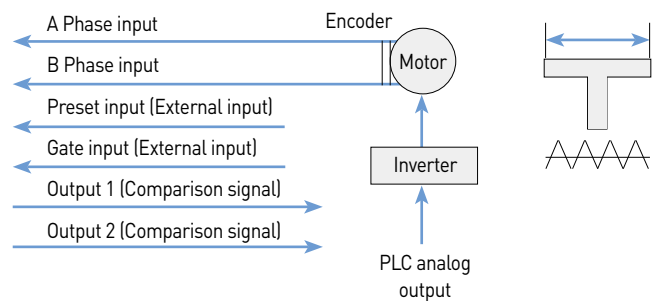 A Phase input
Encoder
B Phase input
Motor
Preset input (External input)
Gate input (External input)
Inverter
Output 1 (Comparison signal)
Output 2 (Comparison signal)
PLC analog
output